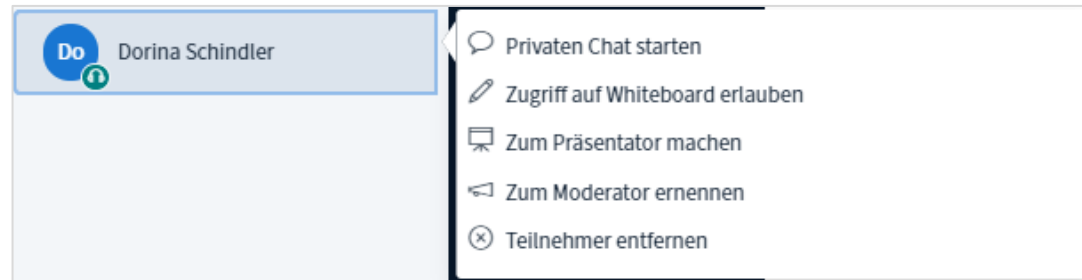 Do
Dorina Schindler
Privaten Chat starten
Zugriff auf Whiteboard erlauben
Zum Präsentator machen
Zum Moderator ernennen
Teilnehmer entfernen